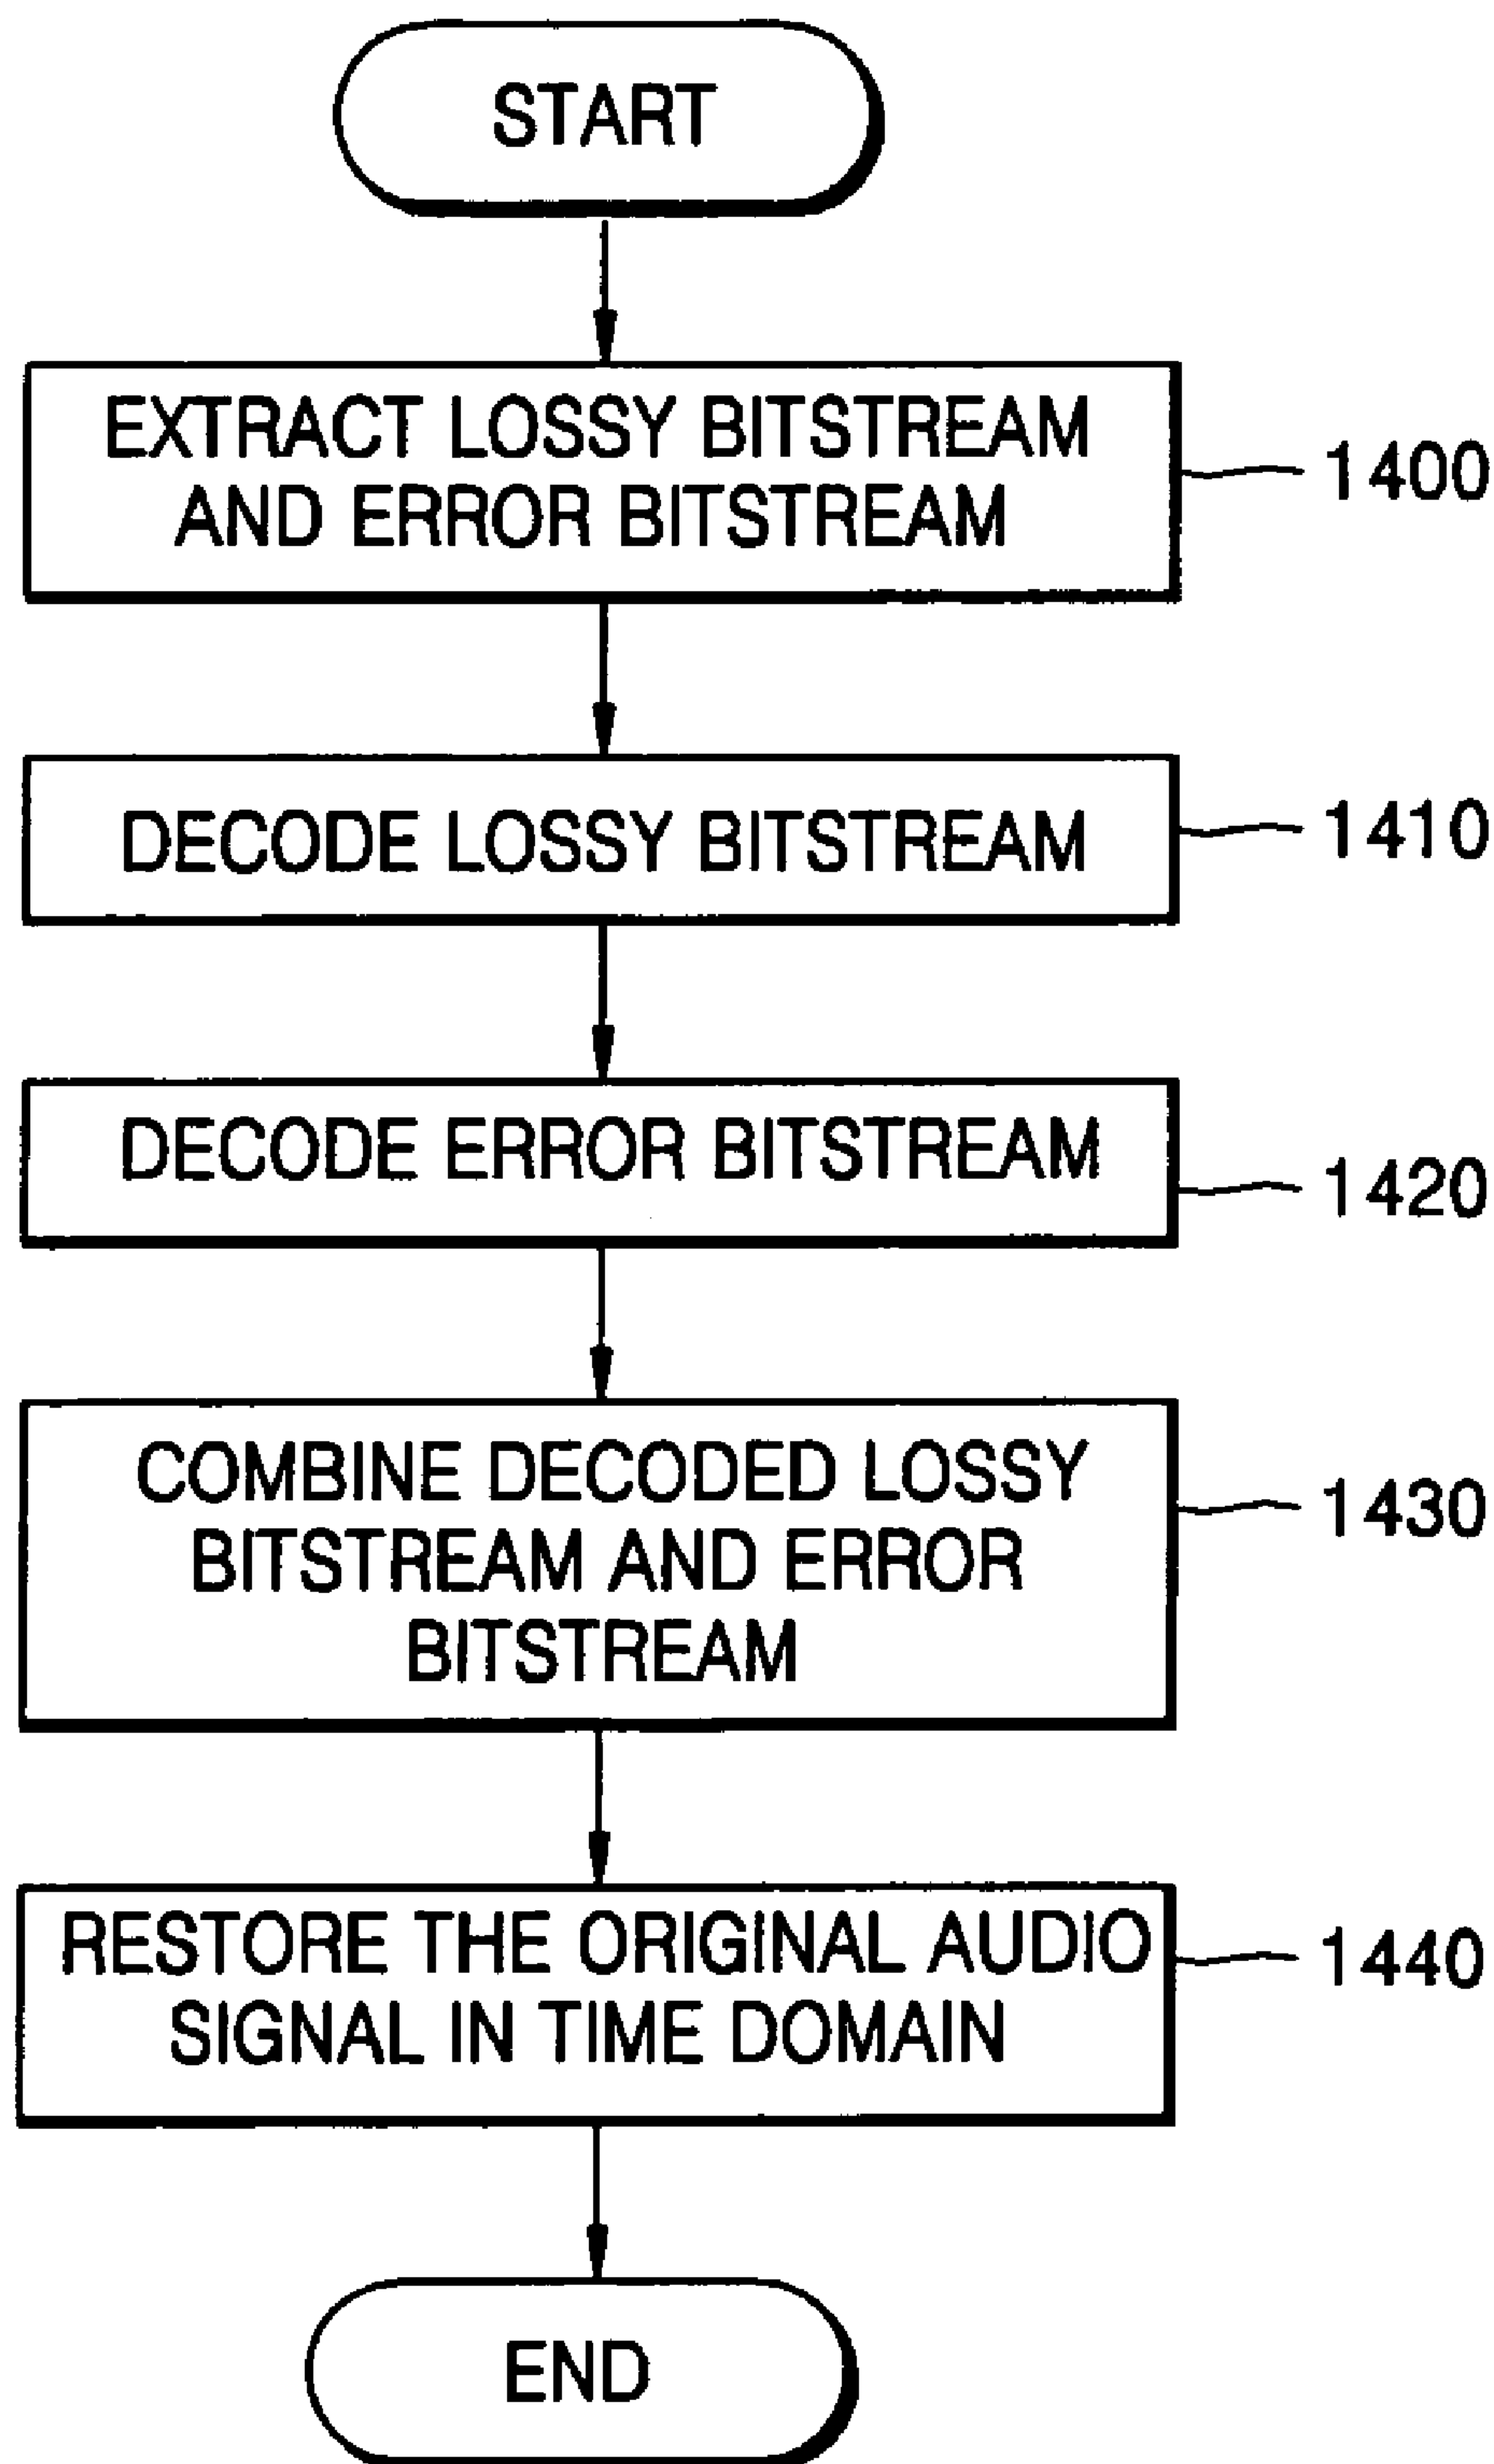 START
EXTRACT LOSSY BITSTREAM
AND ERROR BITSTREAM
1400
DECODE LOSSY BITSTREAM
1410
DECODE ERROR BITSTREAM
1420
COMBINE DECODED LOSSY
BITSTREAM AND ERROR
BITSTREAM
1430
RESTORE THE ORIGINAL AUDIO
SIGNAL IN TIME DOMAIN
1440
END